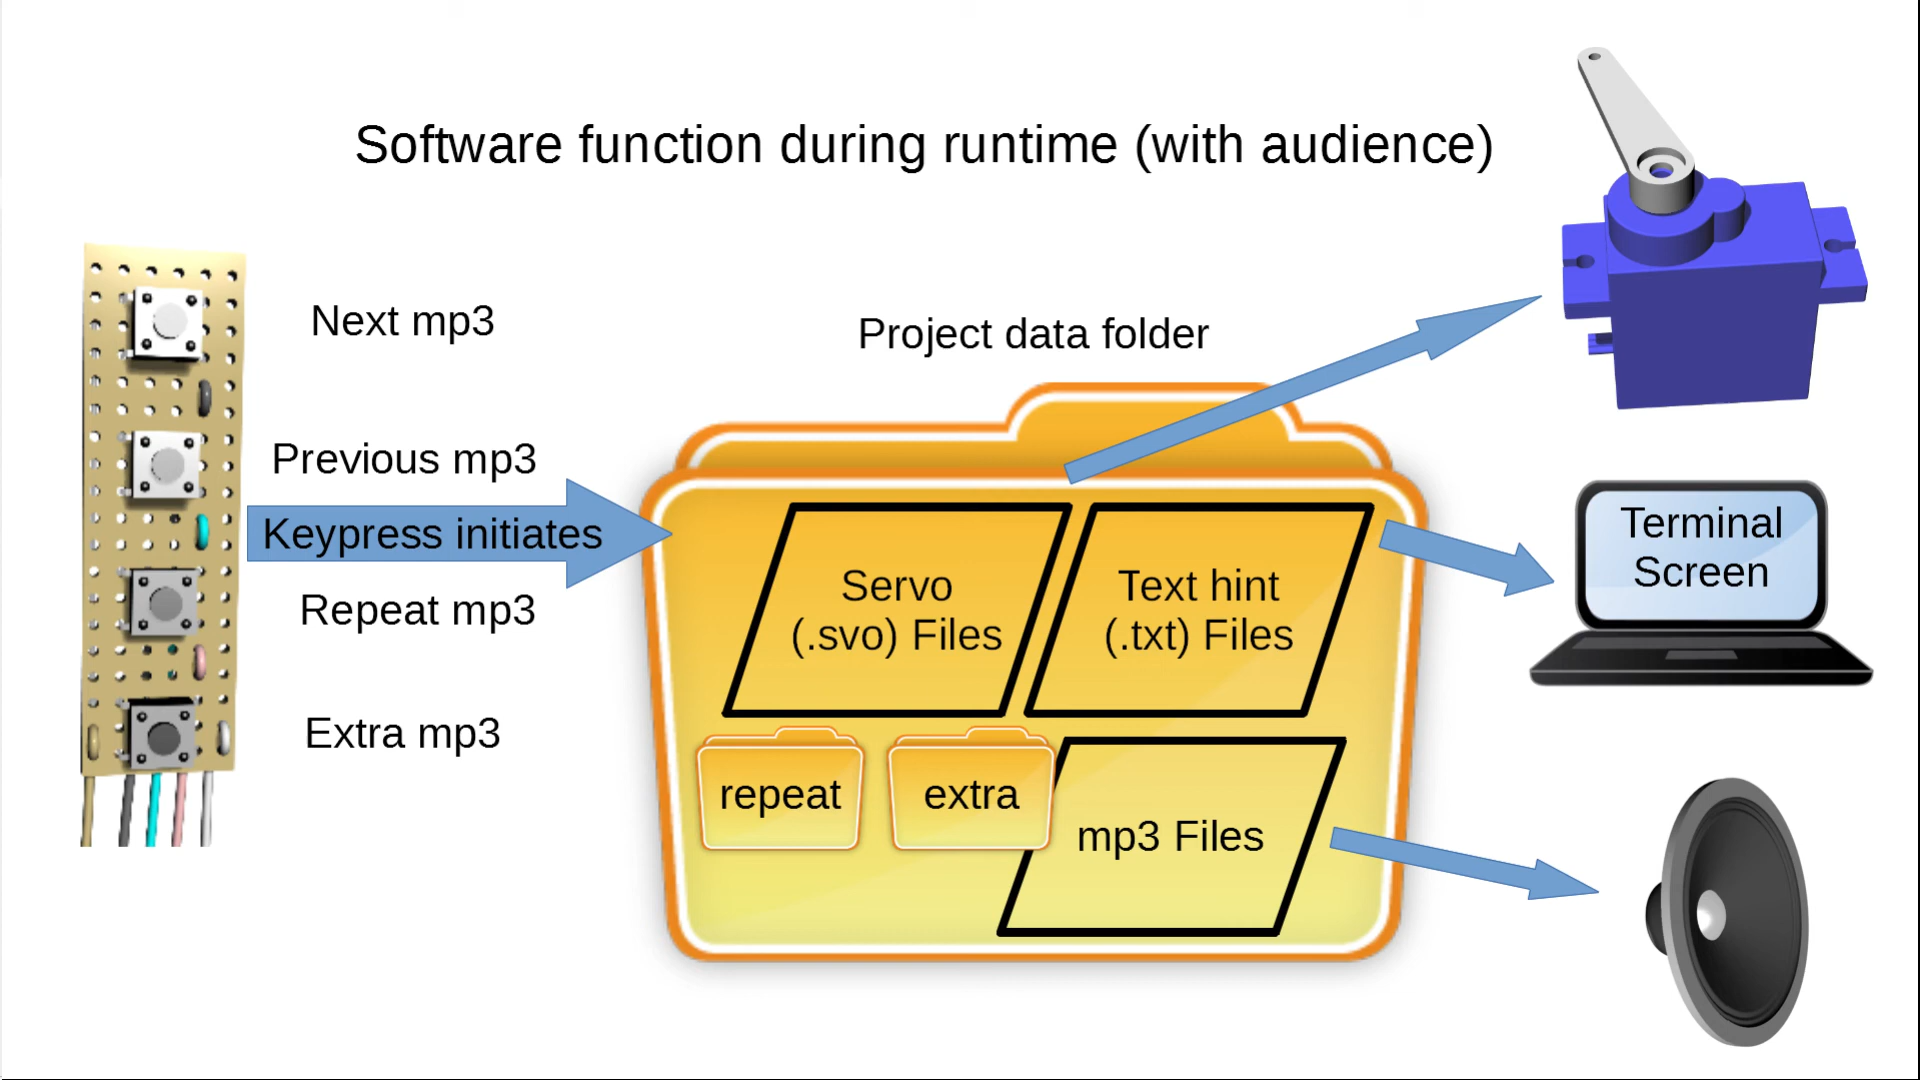 Software function during runtime (with audience)
Next mp3
Project data folder
Previous mp3
Keypress initiates
Repeat mp3
Extra mp3
Servo
(.svo) Files
Text hint
(.txt) Files
repeat
extra
mp3 Files
Terminal
Screen